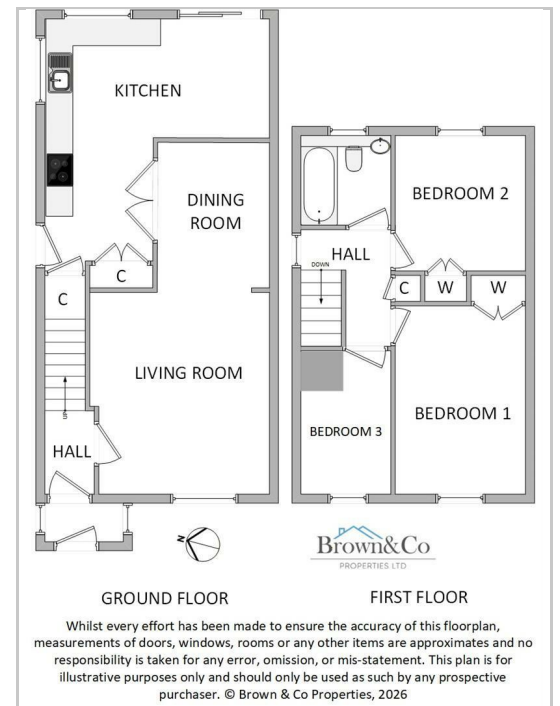 KITCHEN
DINING
ROOM
C
C
LIVING ROOM
UP
HALL
BEDROOM 2
HALL
DOWN
C
W
W
BEDROOM 1
BEDROOM 3
N
Brown&Co
PROPERTIES LTD
GROUND FLOOR
FIRST FLOOR
Whilst every effort has been made to ensure the accuracy of this floorplan,
measurements of doors, windows, rooms or any other items are approximates and no
responsibility is taken for any error, omission, or mis-statement. This plan is for
illustrative purposes only and should only be used as such by any prospective
purchaser. © Brown & Co Properties, 2026